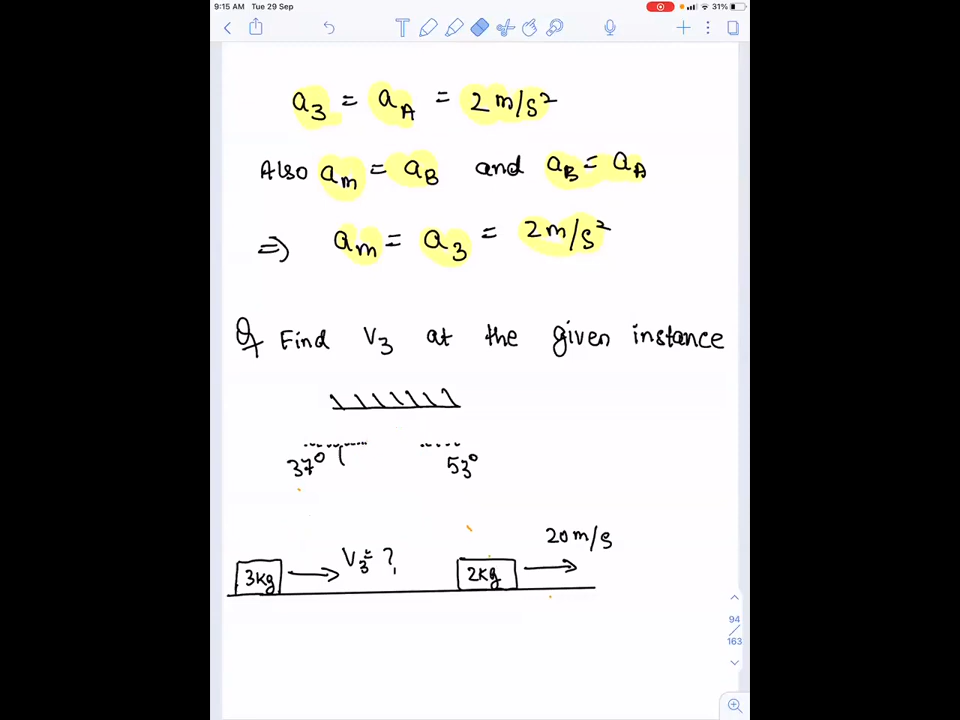 9:15 AM Tue 29 Sep 31%
a3 = aA = 2 m/s²
Also am = aB and aB = aA
=> am = a3 = 2 m/s²
Q Find V3 at the given instance
37° 53°
20 m/s
V3 = ?
3kg 2kg
94
/
163